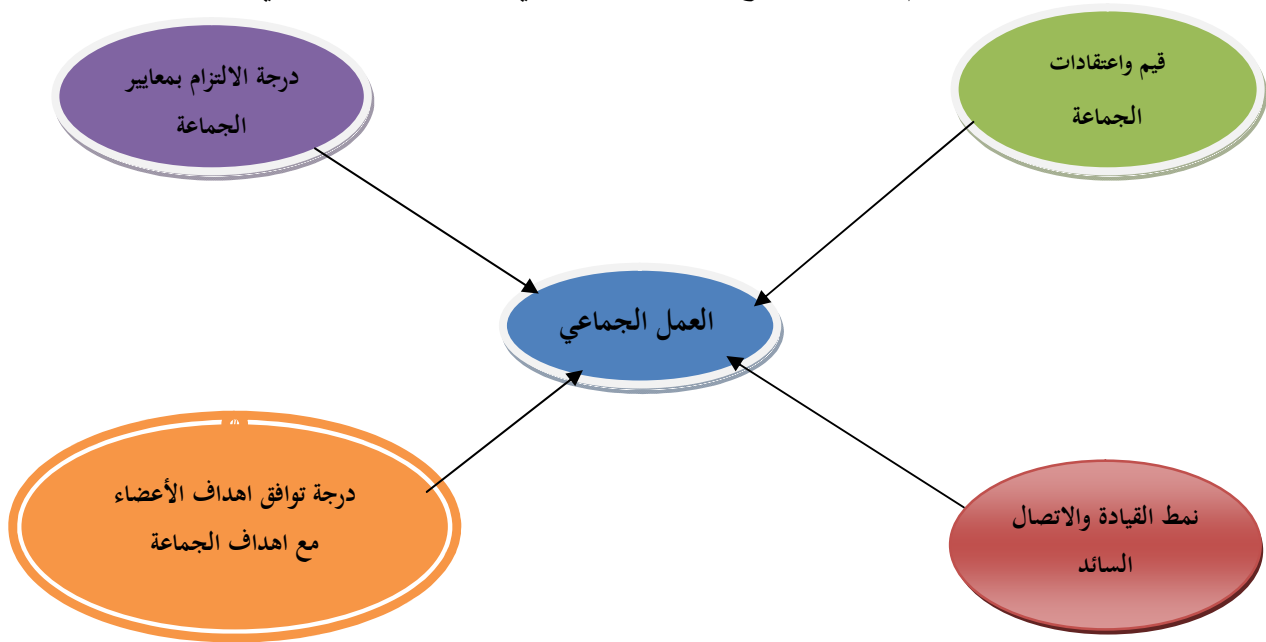 قيم واعتقادات
الجماعة
درجة الالتزام بمعايير
الجماعة
العمل الجماعي
نمط القيادة والاتصال
السائد
درجة توافق اهداف الأعضاء
مع اهداف الجماعة